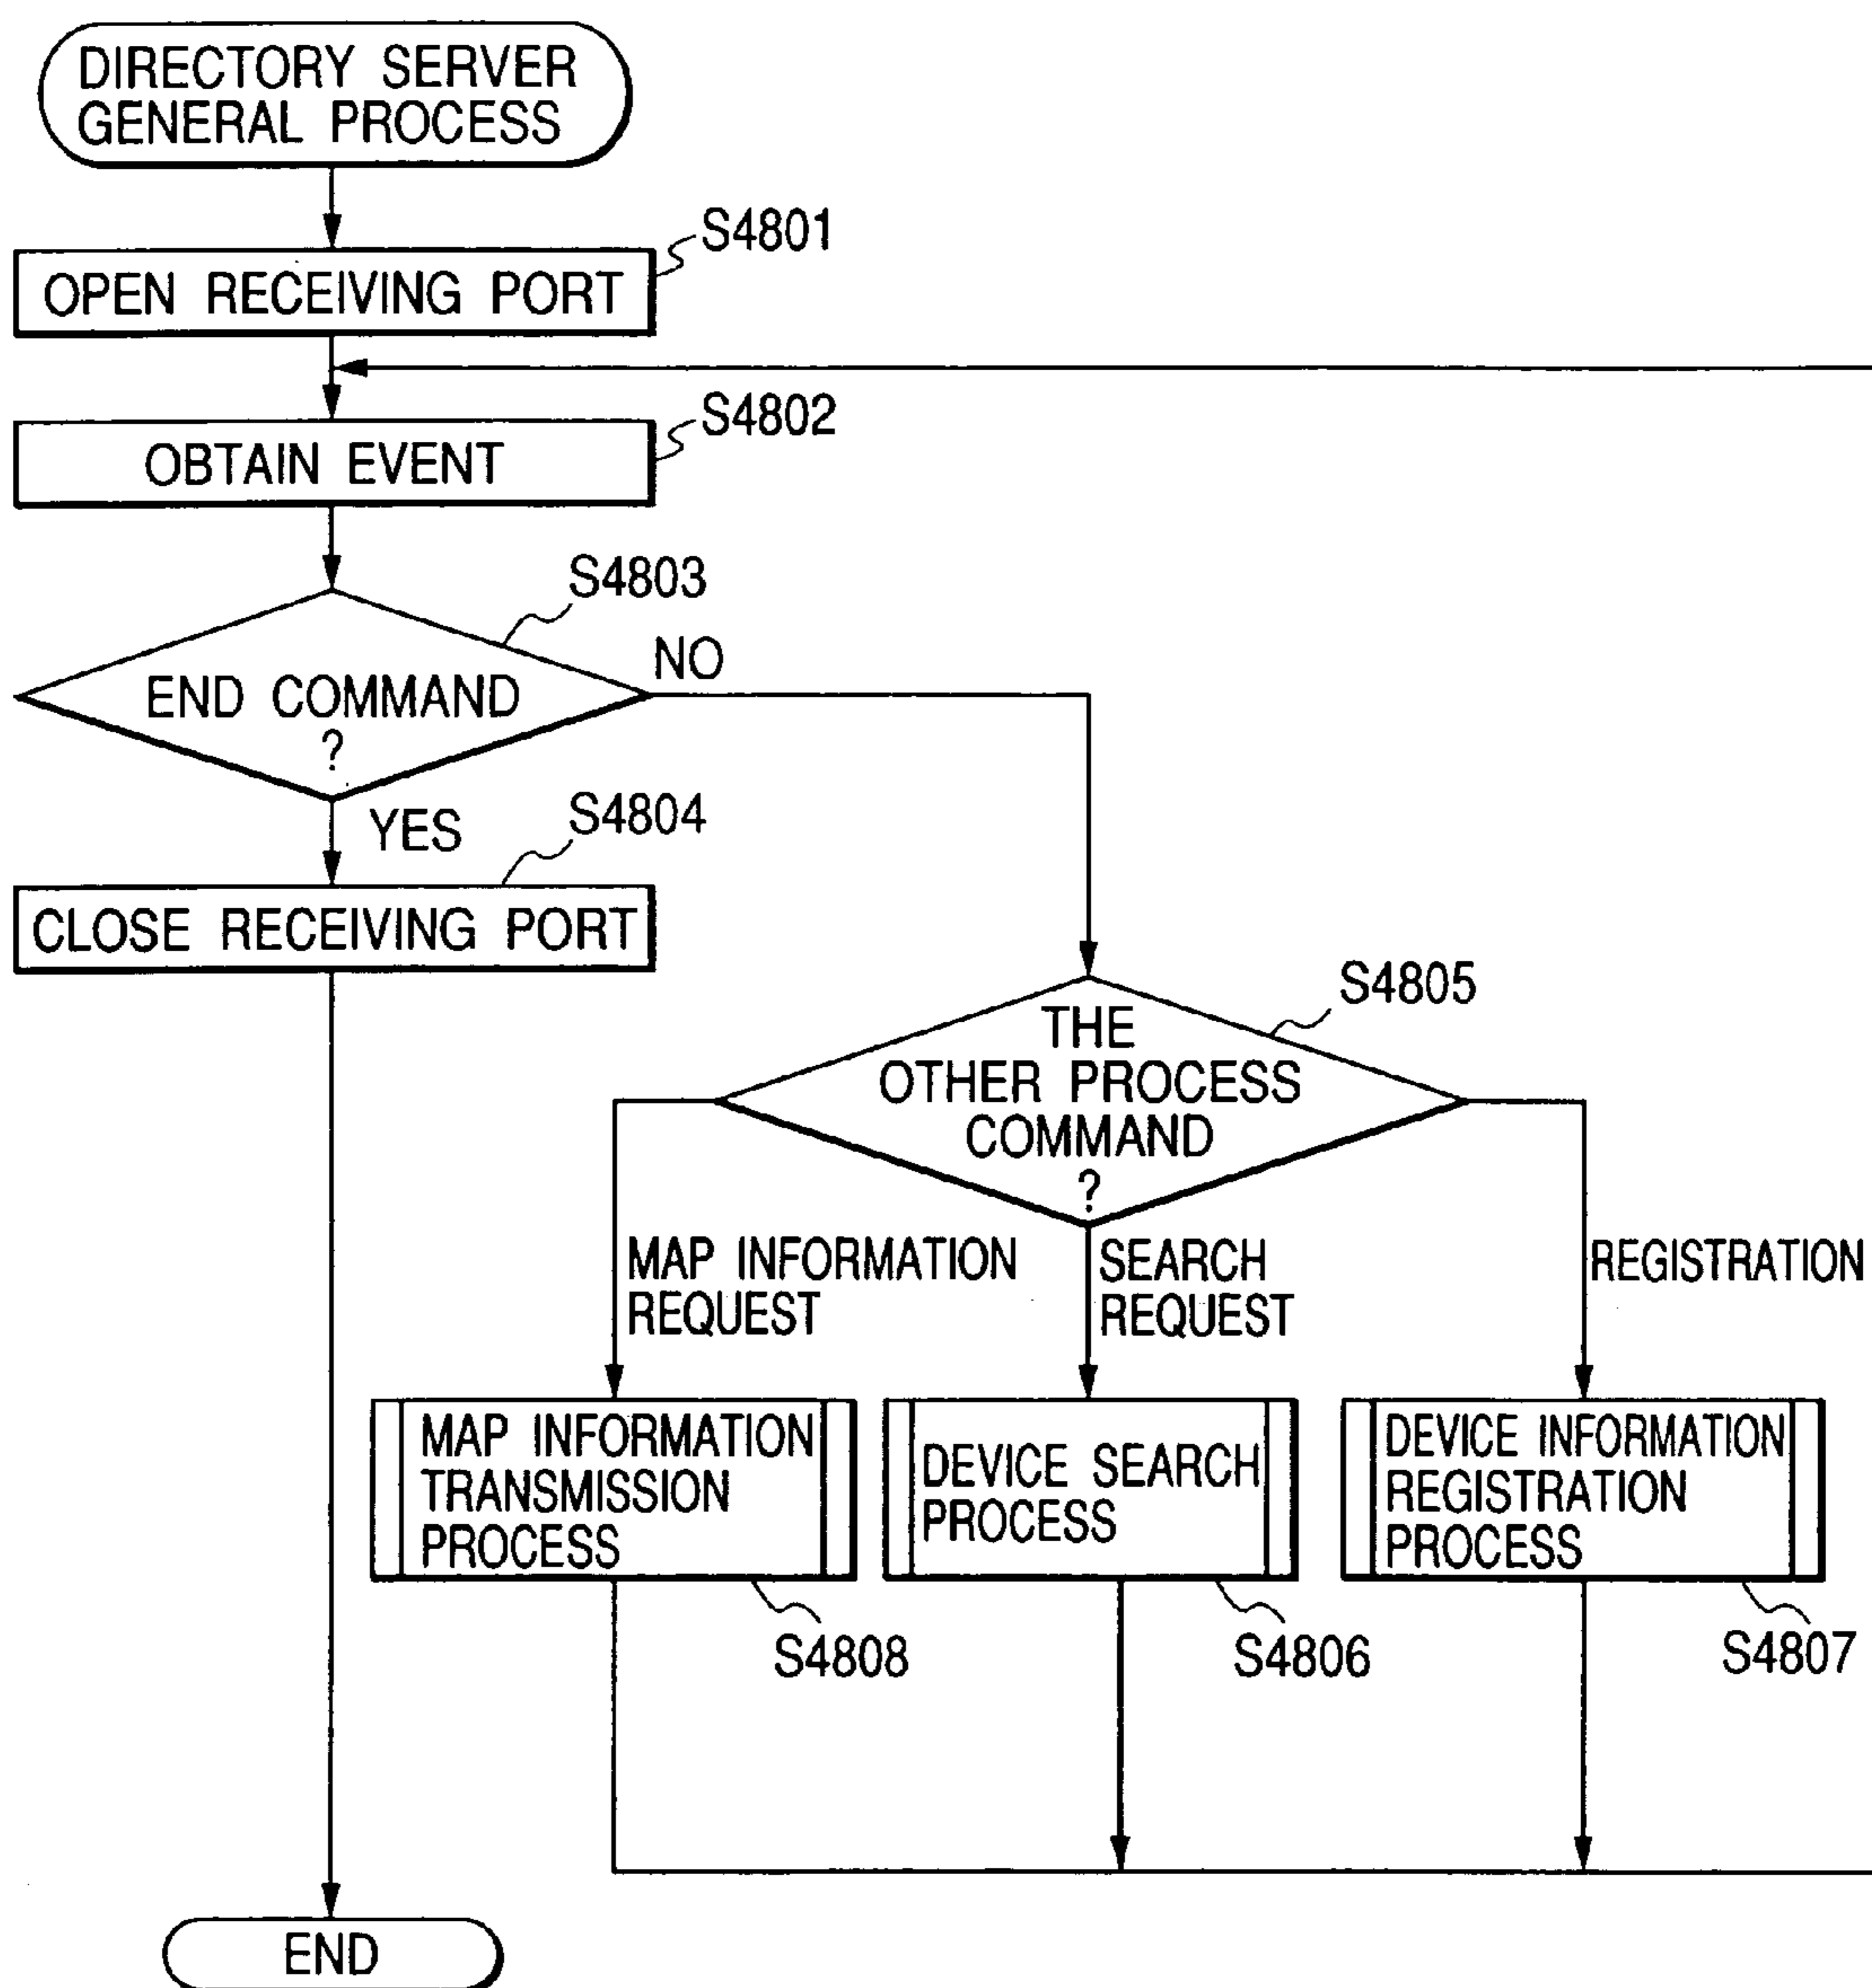 DIRECTORY SERVER
GENERAL PROCESS
S4801
OPEN RECEIVING PORT
S4802
OBTAIN EVENT
S4803
NO
END COMMAND
?
YES
S4804
CLOSE RECEIVING PORT
S4805
THE
OTHER PROCESS
COMMAND
?
MAP INFORMATION
REQUEST
SEARCH
REQUEST
REGISTRATION
MAP INFORMATION
TRANSMISSION
PROCESS
DEVICE SEARCH
PROCESS
DEVICE INFORMATION
REGISTRATION
PROCESS
S4808
S4806
S4807
END